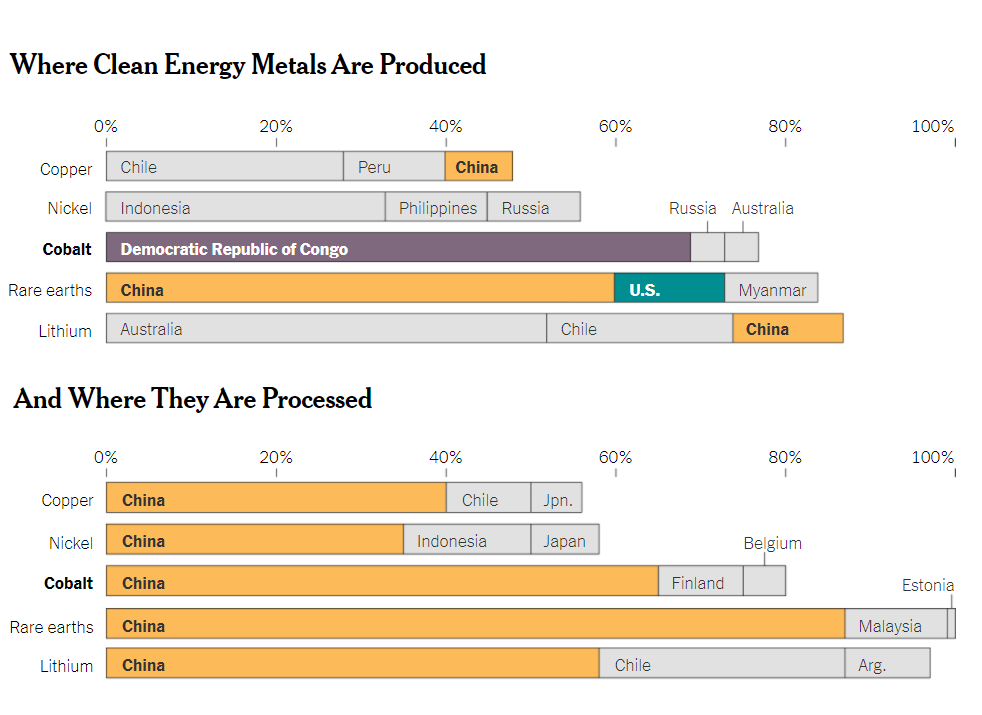 Where Clean Energy Metals Are Produced
0% 20% 40% 60% 80% 100%
Copper Chile Peru China
Russia Australia
Nickel Indonesia Philippines Russia
Cobalt Democratic Republic of Congo
Rare earths China U.S. Myanmar
Lithium Australia Chile China
And Where They Are Processed
0% 20% 40% 60% 80% 100%
Copper China Chile Jpn.
Nickel China Indonesia Japan
Belgium
Cobalt China Finland
Estonia
Rare earths China Malaysia
Lithium China Chile Arg.